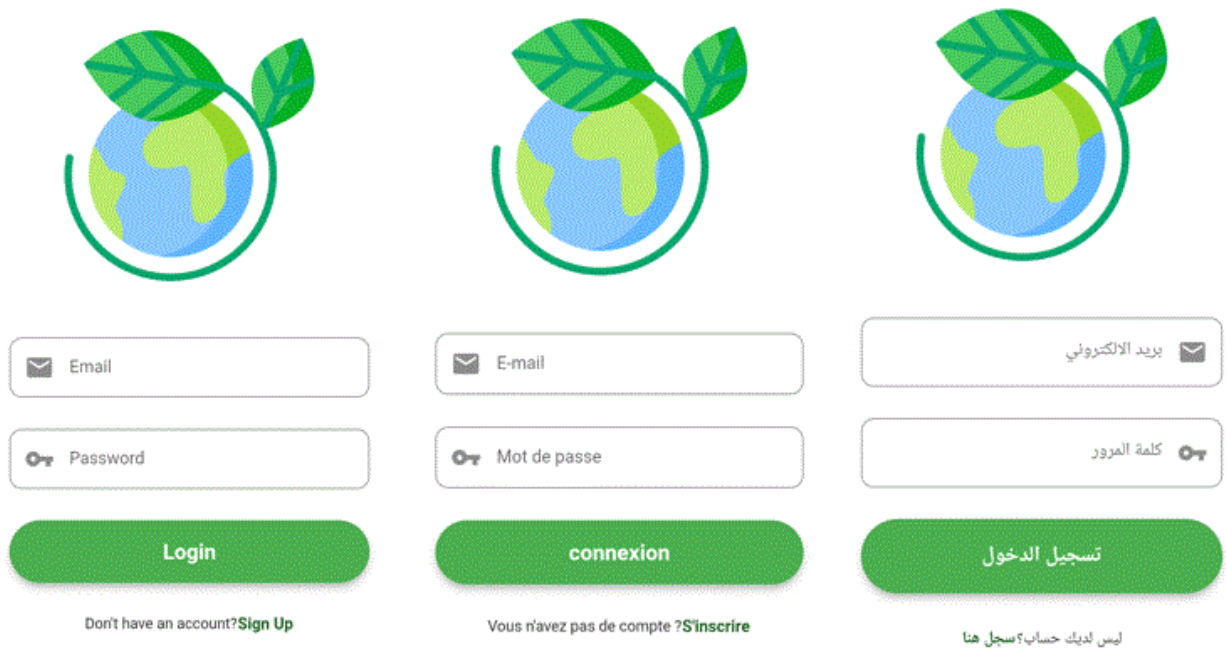 Email
Password
Login
Don't have an account?Sign Up
E-mail
Mot de passe
connexion
Vous n'avez pas de compte ?S'inscrire
بريد الالكتروني
كلمة المرور
تسجيل الدخول
ليس لديك حساب؟سجل هنا